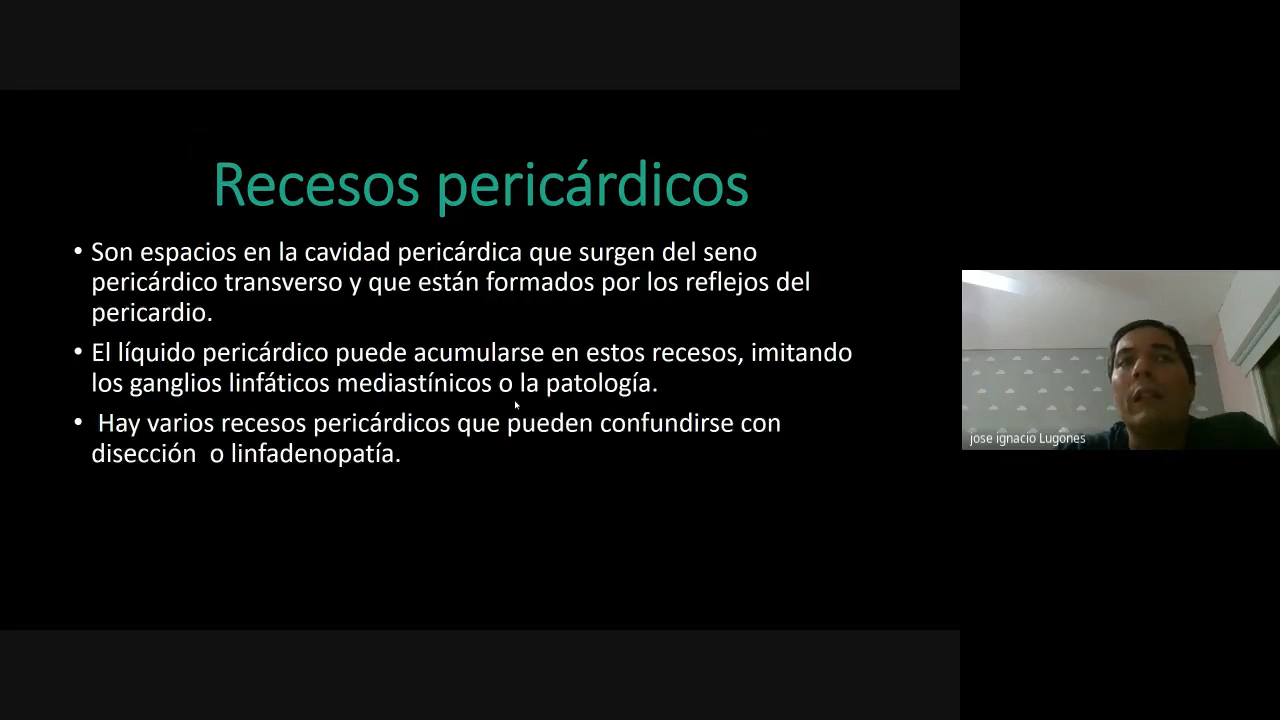 Recesos pericárdicos
• Son espacios en la cavidad pericárdica que surgen del seno
pericárdico transverso y que están formados por los reflejos del
pericardio.
• El líquido pericárdico puede acumularse en estos recesos, imitando
los ganglios linfáticos mediastínicos o la patología.
• Hay varios recesos pericárdicos que pueden confundirse con
disección o linfadenopatía.
jose ignacio Lugones